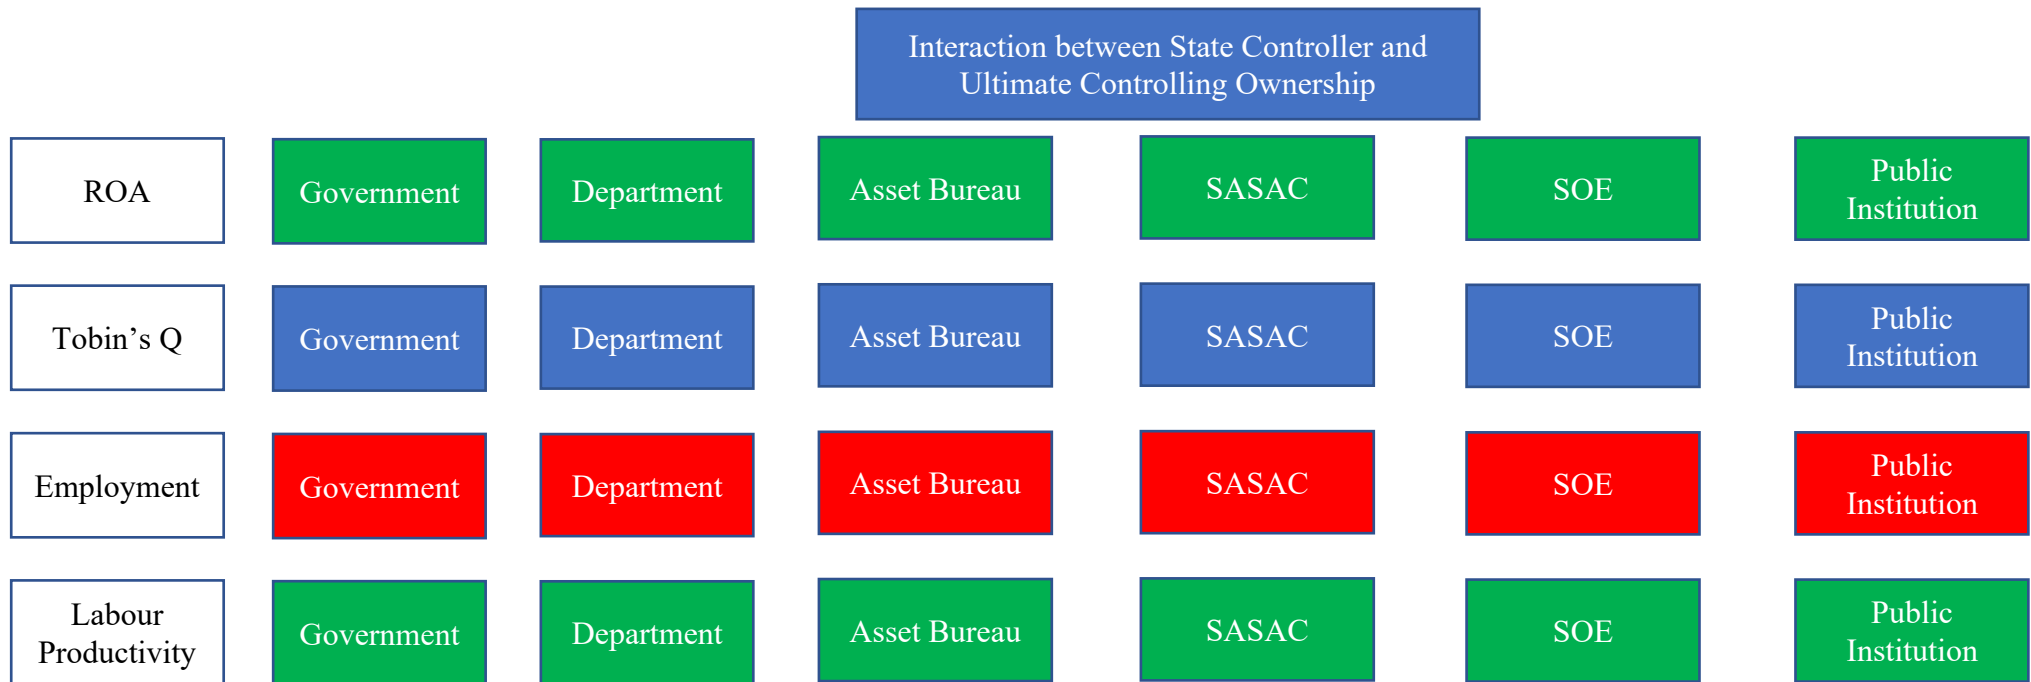 Interaction between State Controller and
Ultimate Controlling Ownership
ROA
Government
Department
Asset Bureau
SASAC
SOE
Public
Institution
Tobin’s Q
Government
Department
Asset Bureau
SASAC
SOE
Public
Institution
Employment
Government
Department
Asset Bureau
SASAC
SOE
Public
Institution
Labour
Productivity
Government
Department
Asset Bureau
SASAC
SOE
Public
Institution